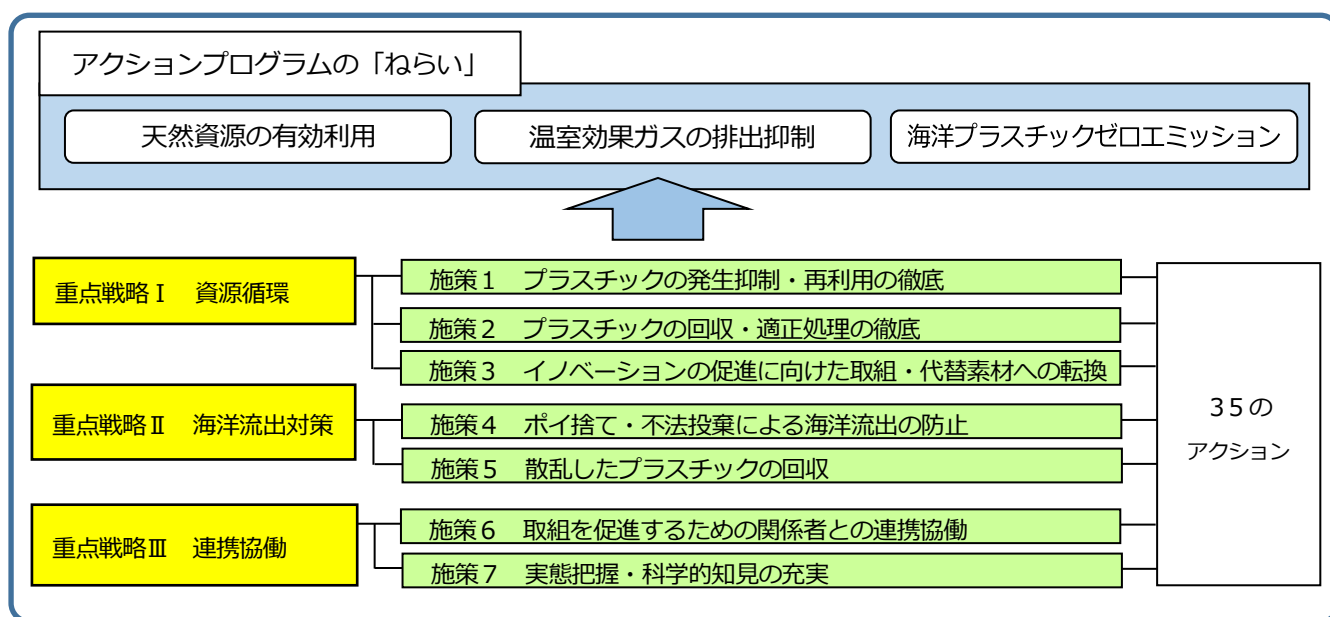 アクションプログラムの「ねらい」
天然資源の有効利用
温室効果ガスの排出抑制
海洋プラスチックゼロエミッション
重点戦略Ⅰ　資源循環
施策１　プラスチックの発生抑制・再利用の徹底
施策２　プラスチックの回収・適正処理の徹底
施策３　イノベーションの促進に向けた取組・代替素材への転換
重点戦略Ⅱ　海洋流出対策
施策４　ポイ捨て・不法投棄による海洋流出の防止
施策５　散乱したプラスチックの回収
重点戦略Ⅲ　連携協働
施策６　取組を促進するための関係者との連携協働
施策７　実態把握・科学的知見の充実
３５の
アクション